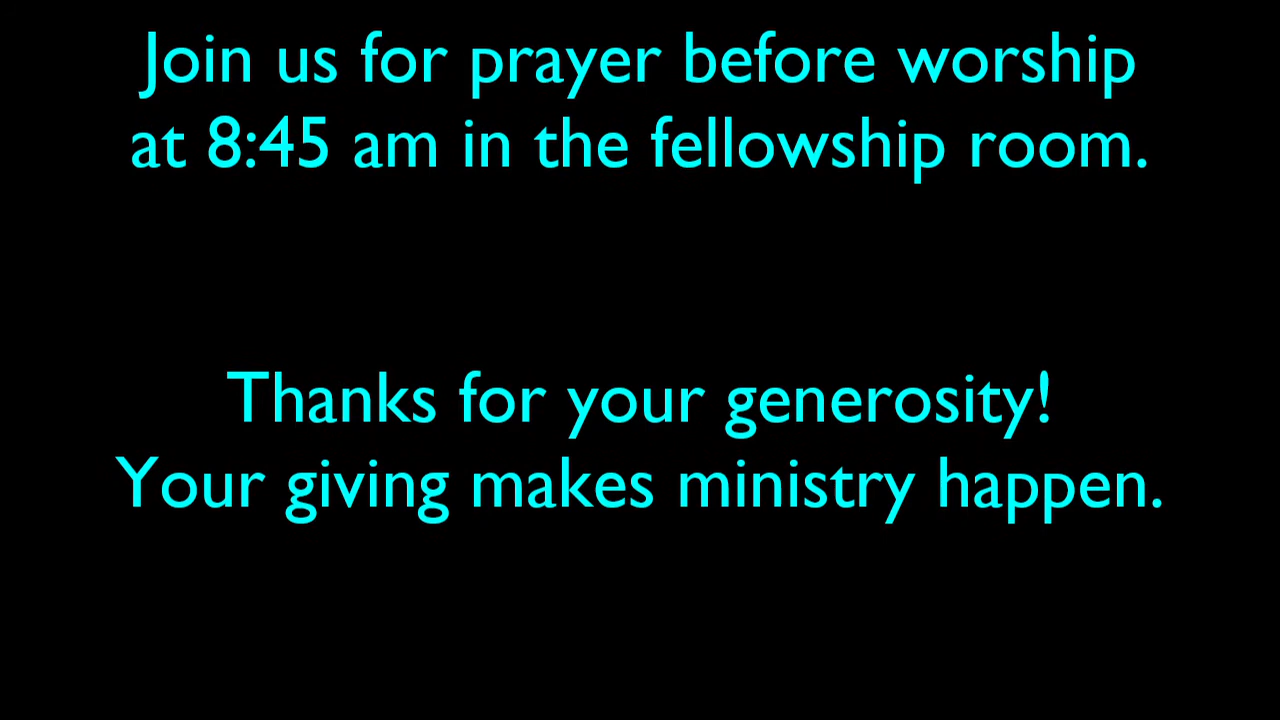 Join us for prayer before worship
at 8:45 am in the fellowship room.
Thanks for your generosity!
Your giving makes ministry happen.